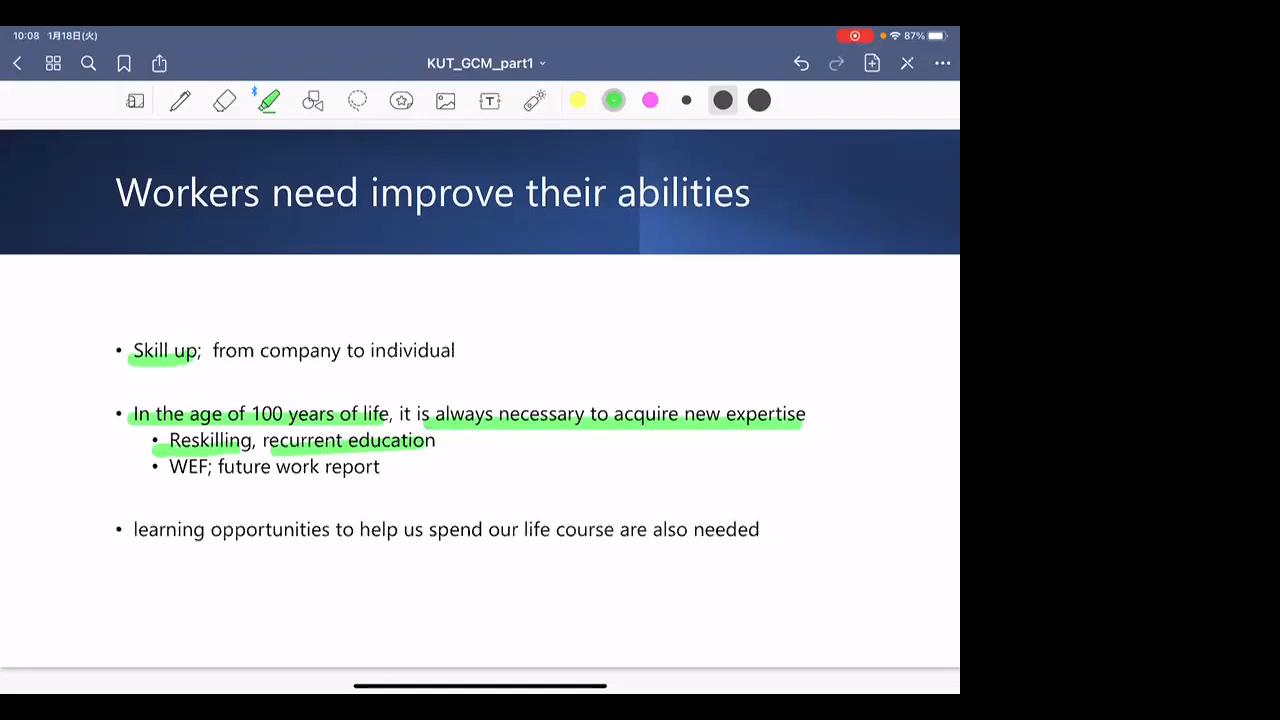 10:08 1月18日(火)
87%
KUT_GCM_part1
Workers need improve their abilities
• Skill up; from company to individual
• In the age of 100 years of life, it is always necessary to acquire new expertise
• Reskilling, recurrent education
• WEF; future work report
• learning opportunities to help us spend our life course are also needed